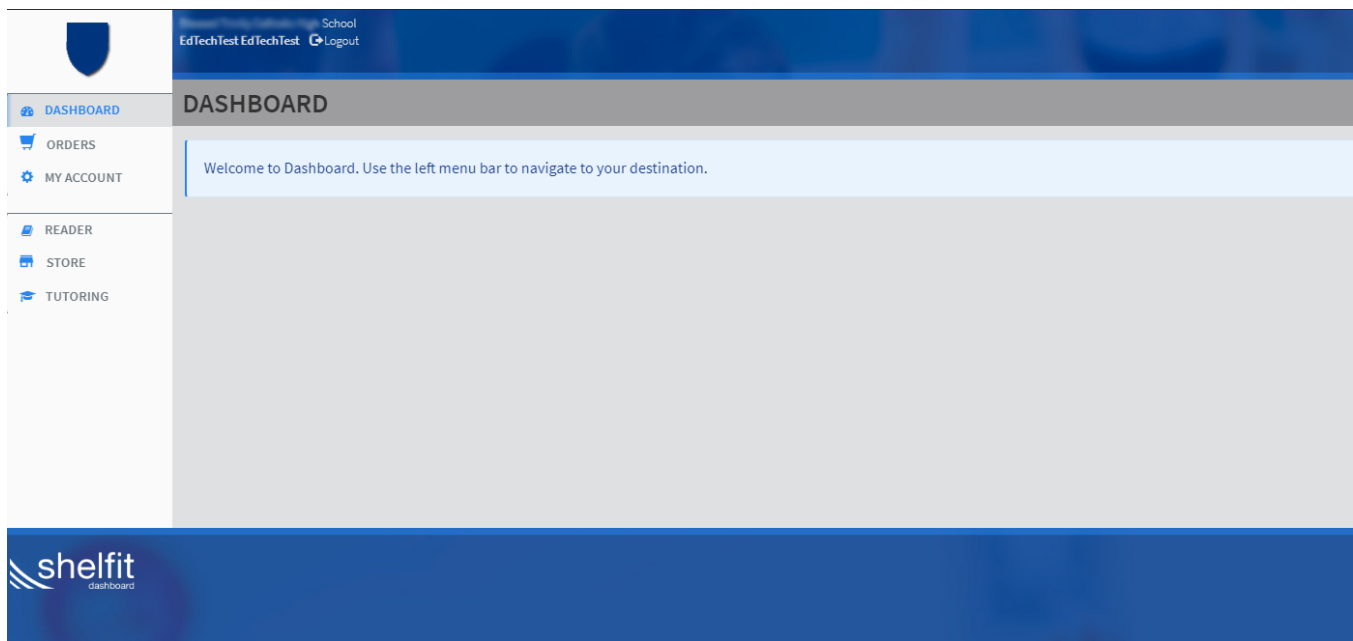 School
EdTechTest EdTechTest Logout
DASHBOARD
ORDERS
MY ACCOUNT
READER
STORE
TUTORING
DASHBOARD
Welcome to Dashboard. Use the left menu bar to navigate to your destination.
shelfit
dashboard